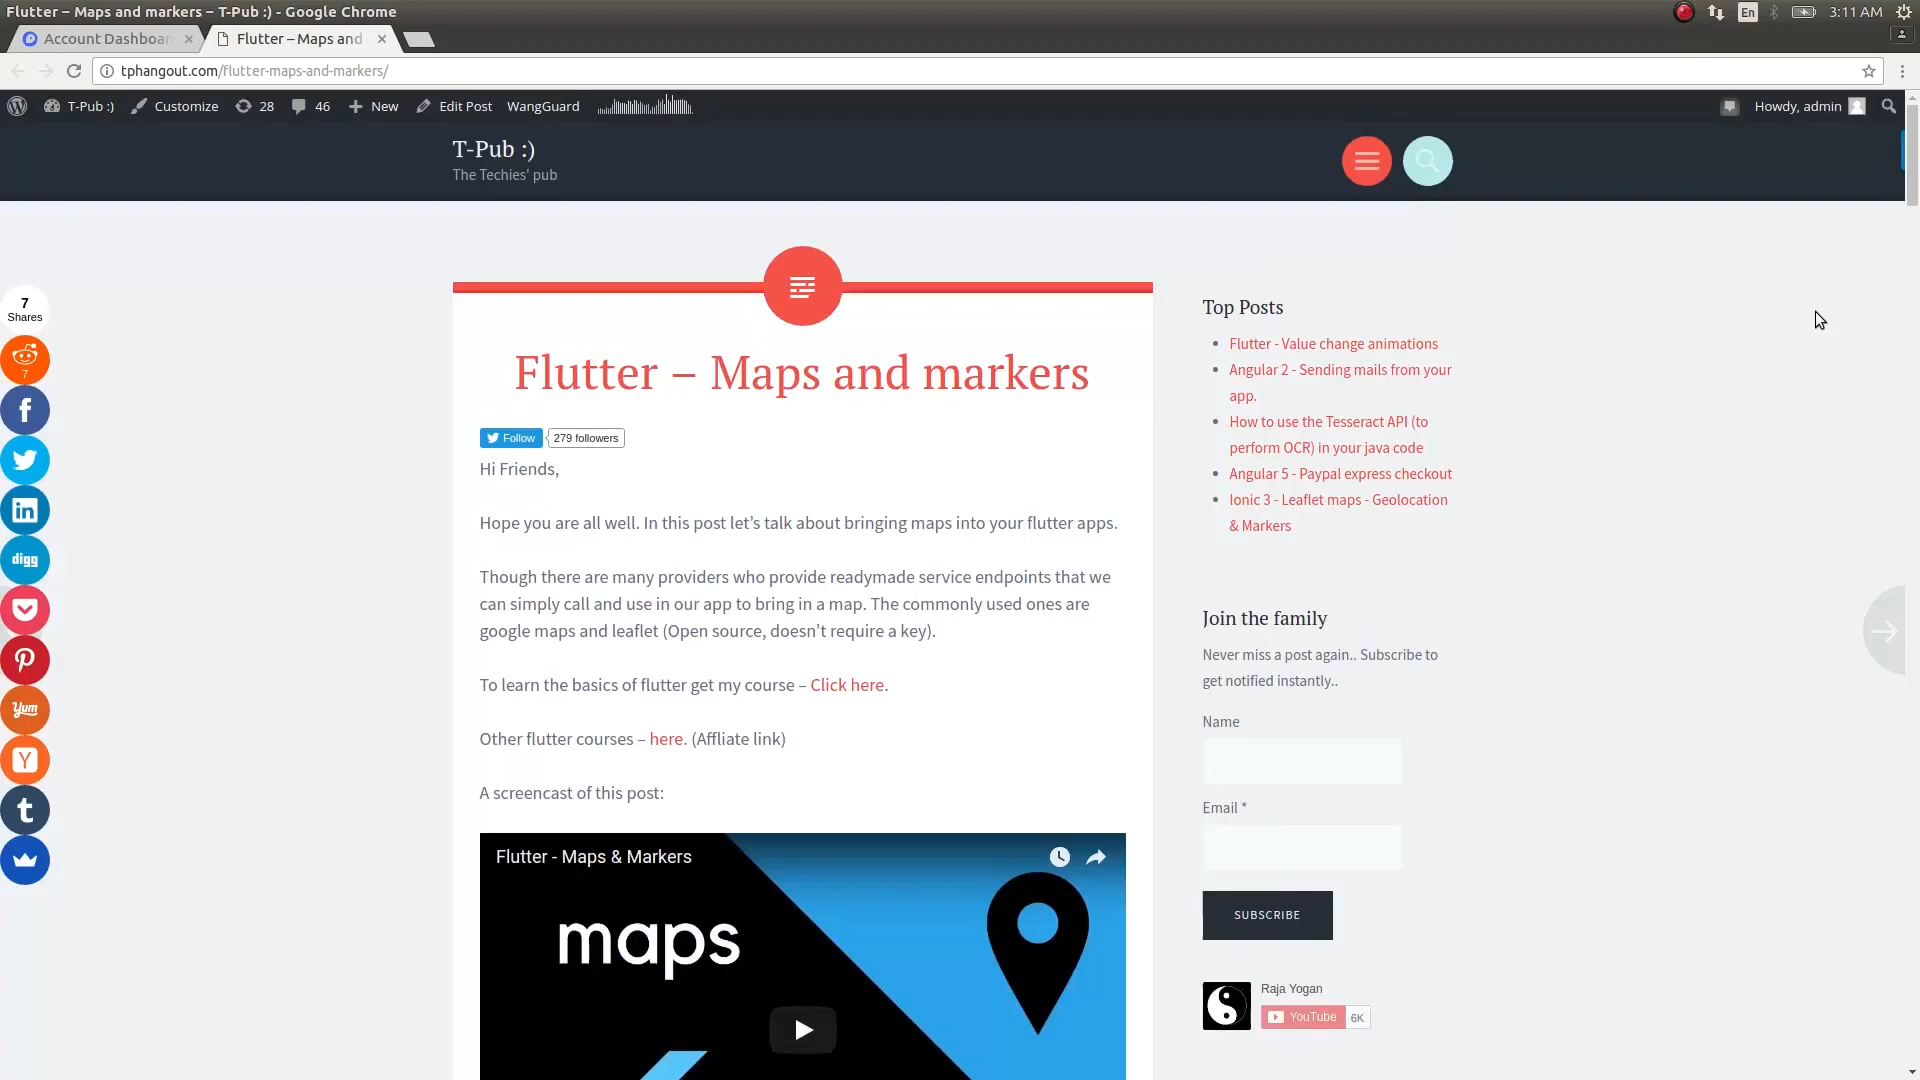 Flutter – Maps and markers – T-Pub :) - Google Chrome
En
3:11 AM
Account Dashboar
Flutter – Maps and
tphangout.com/flutter-maps-and-markers/
T-Pub :)
Customize
28
46
New
Edit Post
WangGuard
Howdy, admin
T-Pub :)
The Techies' pub
7
Shares
7
digg
Yum
Flutter – Maps and markers
Follow
279 followers
Hi Friends,
Hope you are all well. In this post let's talk about bringing maps into your flutter apps.
Though there are many providers who provide readymade service endpoints that we
can simply call and use in our app to bring in a map. The commonly used ones are
google maps and leaflet (Open source, doesn't require a key).
To learn the basics of flutter get my course – Click here.
Other flutter courses – here. (Affliate link)
A screencast of this post:
Flutter - Maps & Markers
maps
Top Posts
Flutter - Value change animations
Angular 2 - Sending mails from your
app.
How to use the Tesseract API (to
perform OCR) in your java code
Angular 5 - Paypal express checkout
Ionic 3 - Leaflet maps - Geolocation
& Markers
Join the family
Never miss a post again.. Subscribe to
get notified instantly..
Name
Email *
SUBSCRIBE
Raja Yogan
YouTube
6K